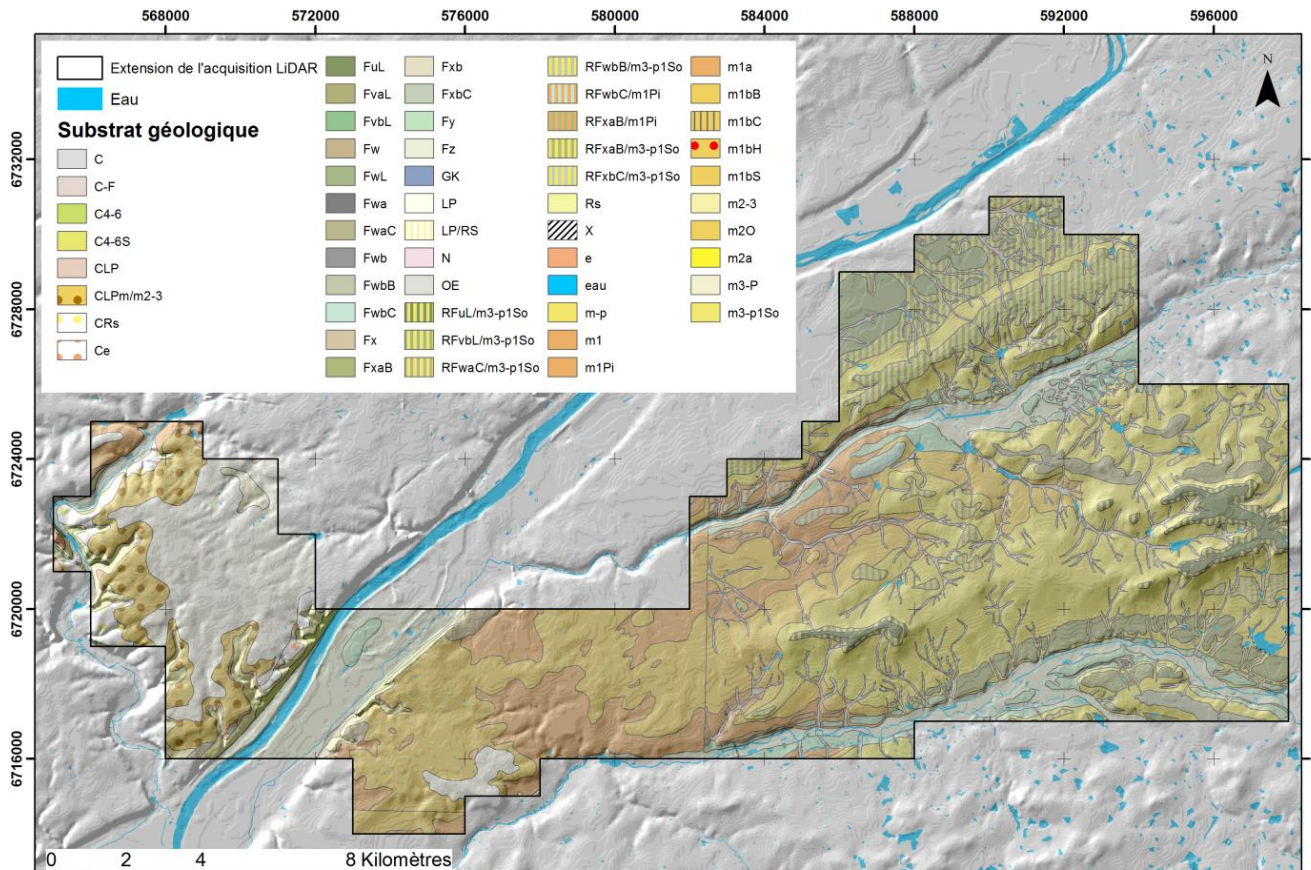 568000 572000 576000 580000 584000 588000 592000 596000
6732000
6728000
6724000
6720000
6716000
Extension de l'acquisition LiDAR
Eau
Substrat géologique
C
C-F
C4-6
C4-6S
CLP
CLPm/m2-3
CRs
Ce
FuL
FvaL
FvbL
Fw
FwL
Fwa
FwaC
Fwb
FwbB
FwbC
Fx
FxaB
Fxb
FxbC
Fy
Fz
GK
LP
LP/RS
N
OE
RFuL/m3-p1So
RFvbL/m3-p1So
RFwaC/m3-p1So
RFwbB/m3-p1So
RFwbC/m1Pi
RFxaB/m1Pi
RFxaB/m3-p1So
RFxbC/m3-p1So
Rs
X
e
eau
m-p
m1
m1Pi
m1a
m1bB
m1bC
m1bH
m1bS
m2-3
m2O
m2a
m3-P
m3-p1So
N
0 2 4 8 Kilomètres